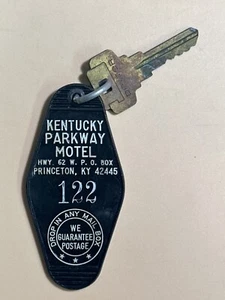 KENTUCKY
PARKWAY
MOTEL
HWY. 62 W. P. O. BOX
PRINCETON, KY 42445
122
DROP IN ANY MAIL BOX
WE
GUARANTEE
POSTAGE